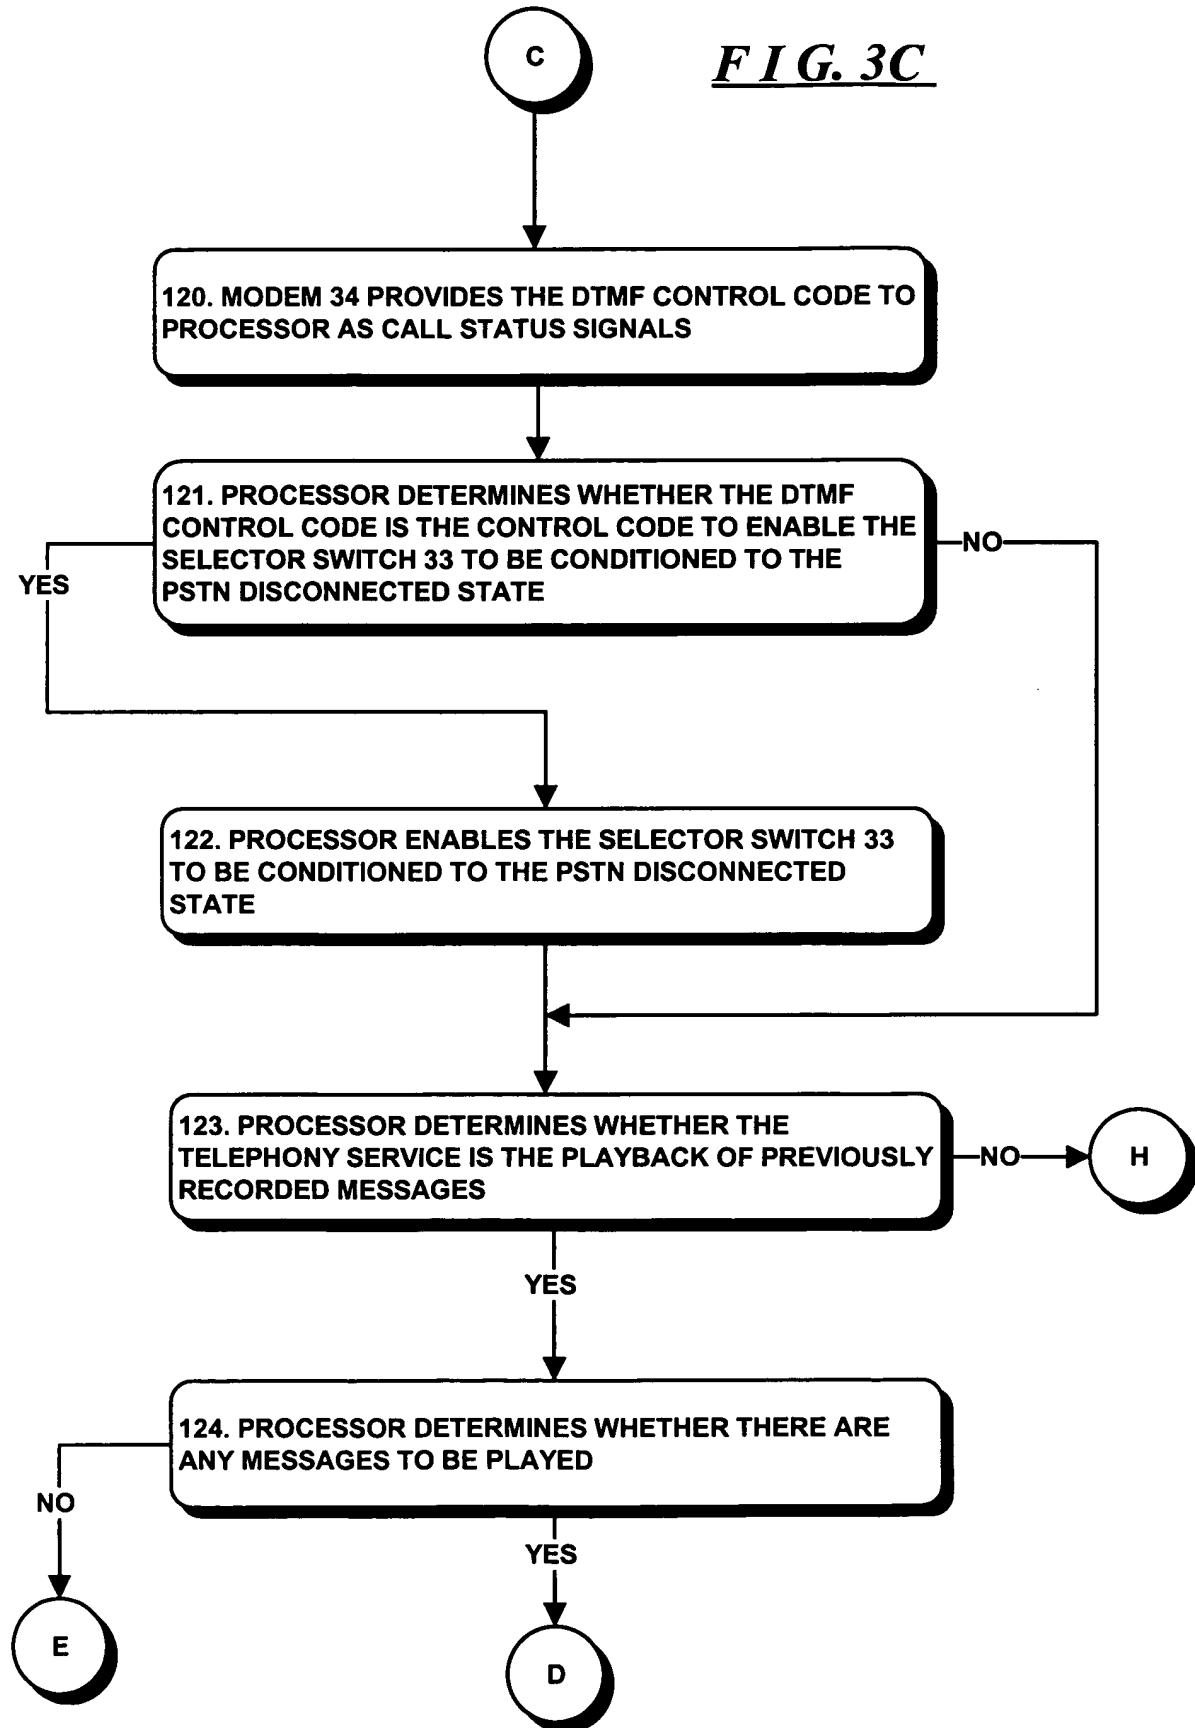 C
F I G. 3C
120. MODEM 34 PROVIDES THE DTMF CONTROL CODE TO
PROCESSOR AS CALL STATUS SIGNALS
121. PROCESSOR DETERMINES WHETHER THE DTMF
CONTROL CODE IS THE CONTROL CODE TO ENABLE THE
SELECTOR SWITCH 33 TO BE CONDITIONED TO THE
PSTN DISCONNECTED STATE
NO
YES
122. PROCESSOR ENABLES THE SELECTOR SWITCH 33
TO BE CONDITIONED TO THE PSTN DISCONNECTED
STATE
123. PROCESSOR DETERMINES WHETHER THE
TELEPHONY SERVICE IS THE PLAYBACK OF PREVIOUSLY
RECORDED MESSAGES
NO
H
YES
124. PROCESSOR DETERMINES WHETHER THERE ARE
ANY MESSAGES TO BE PLAYED
NO
YES
E
D